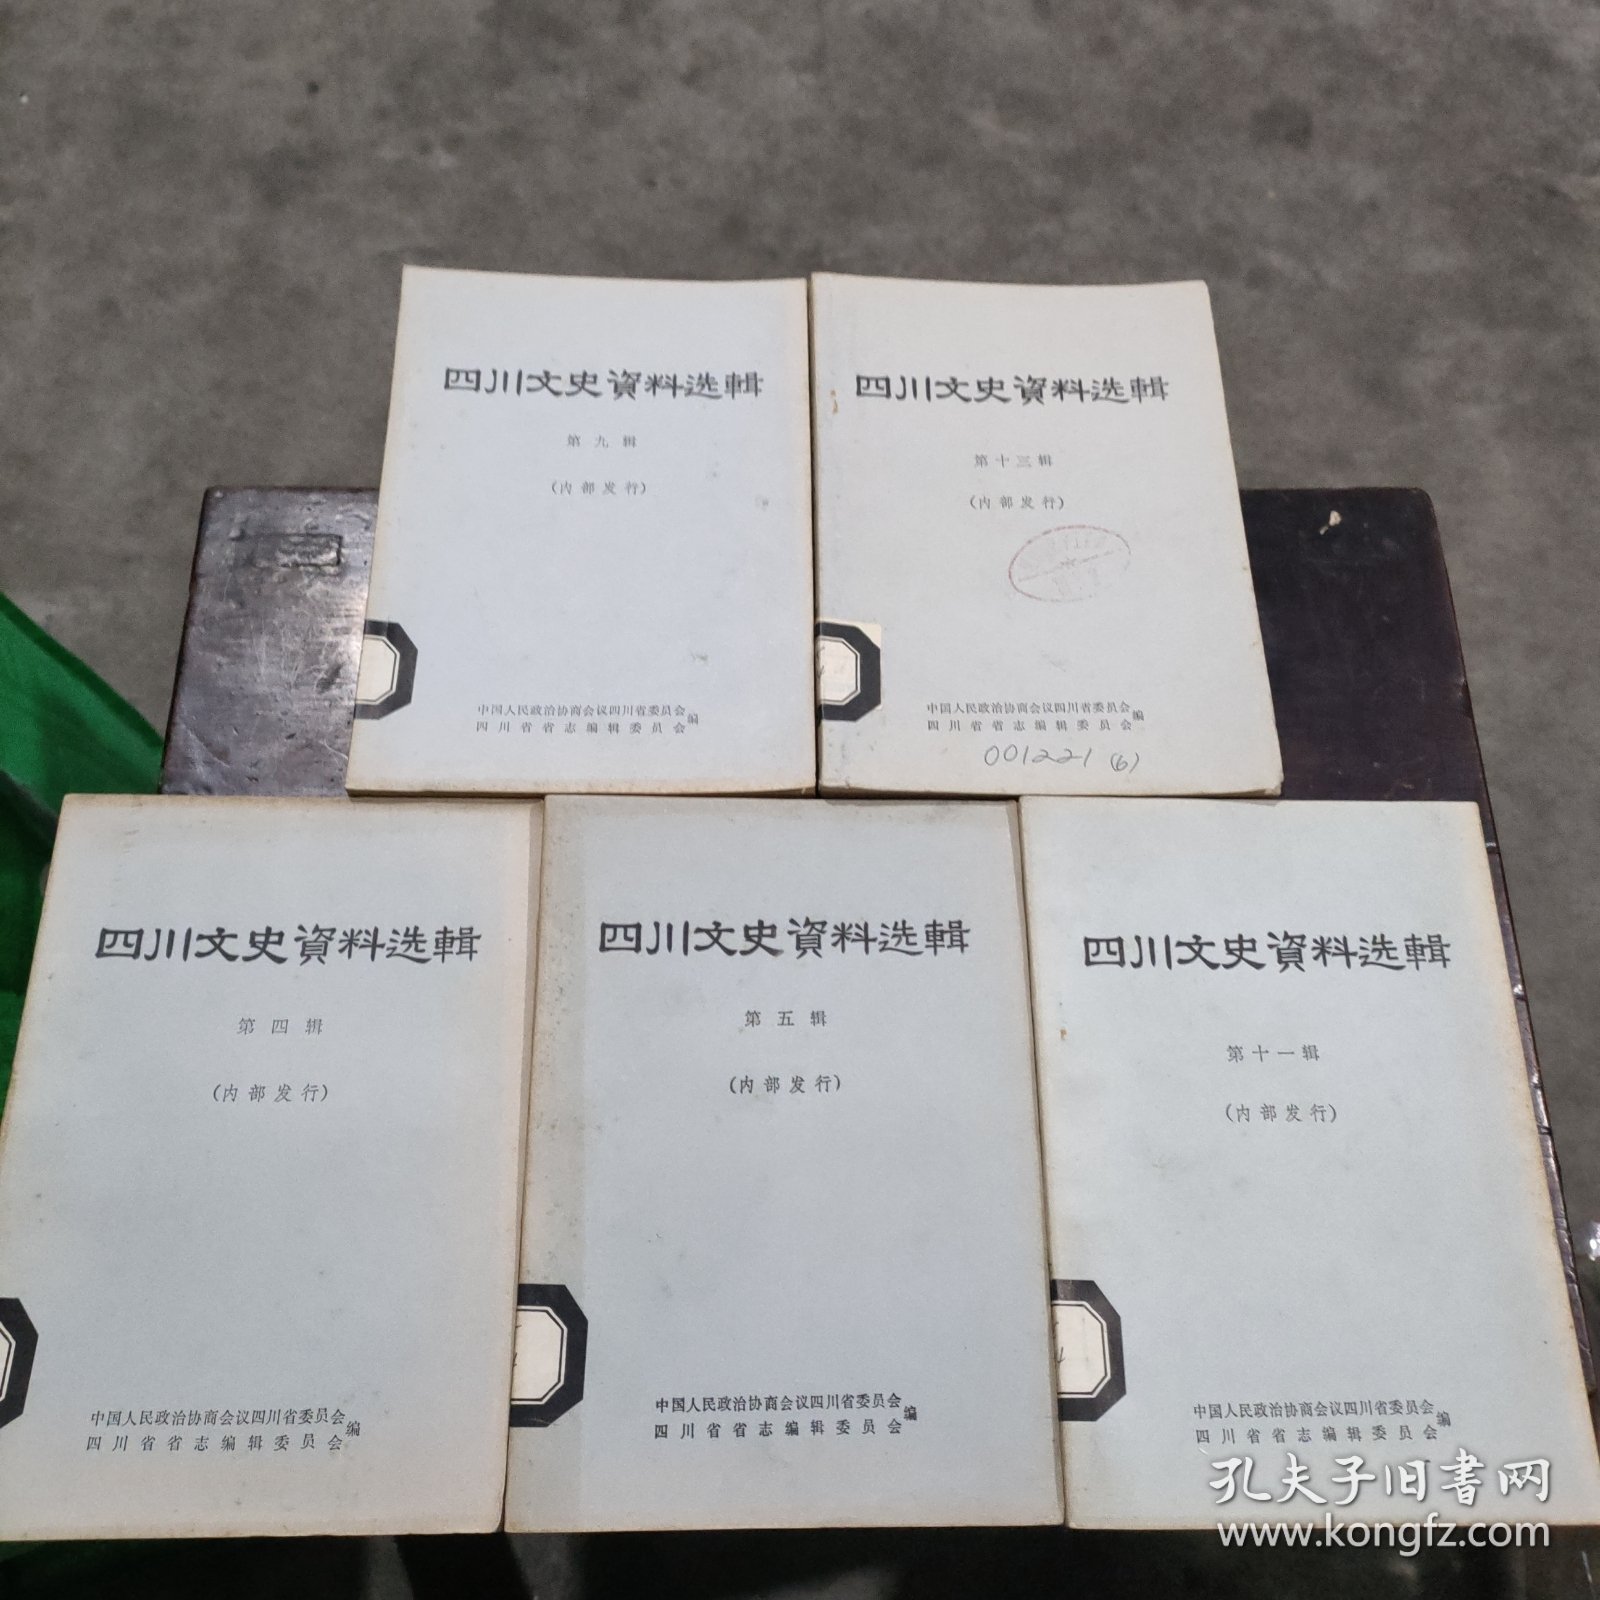 四川文史資料选輯
第九辑
（内部发行）
中国人民政治协商会议四川省委员会
四川省省志编辑委员会
编
四川文史資料选輯
第十三辑
（内部发行）
中国人民政治协商会议四川省委员会
四川省省志编辑委员会
编
001221 (6)
四川文史資料选輯
第四辑
（内部发行）
中国人民政治协商会议四川省委员会
四川省省志编辑委员会
编
四川文史資料选輯
第五辑
（内部发行）
中国人民政治协商会议四川省委员会
四川省省志编辑委员会
编
四川文史資料选輯
第十一辑
（内部发行）
4
中国人民政治协商会议四川省委员会
四川省省志编辑委员会
编
孔夫子旧书网
www.kongfz.com